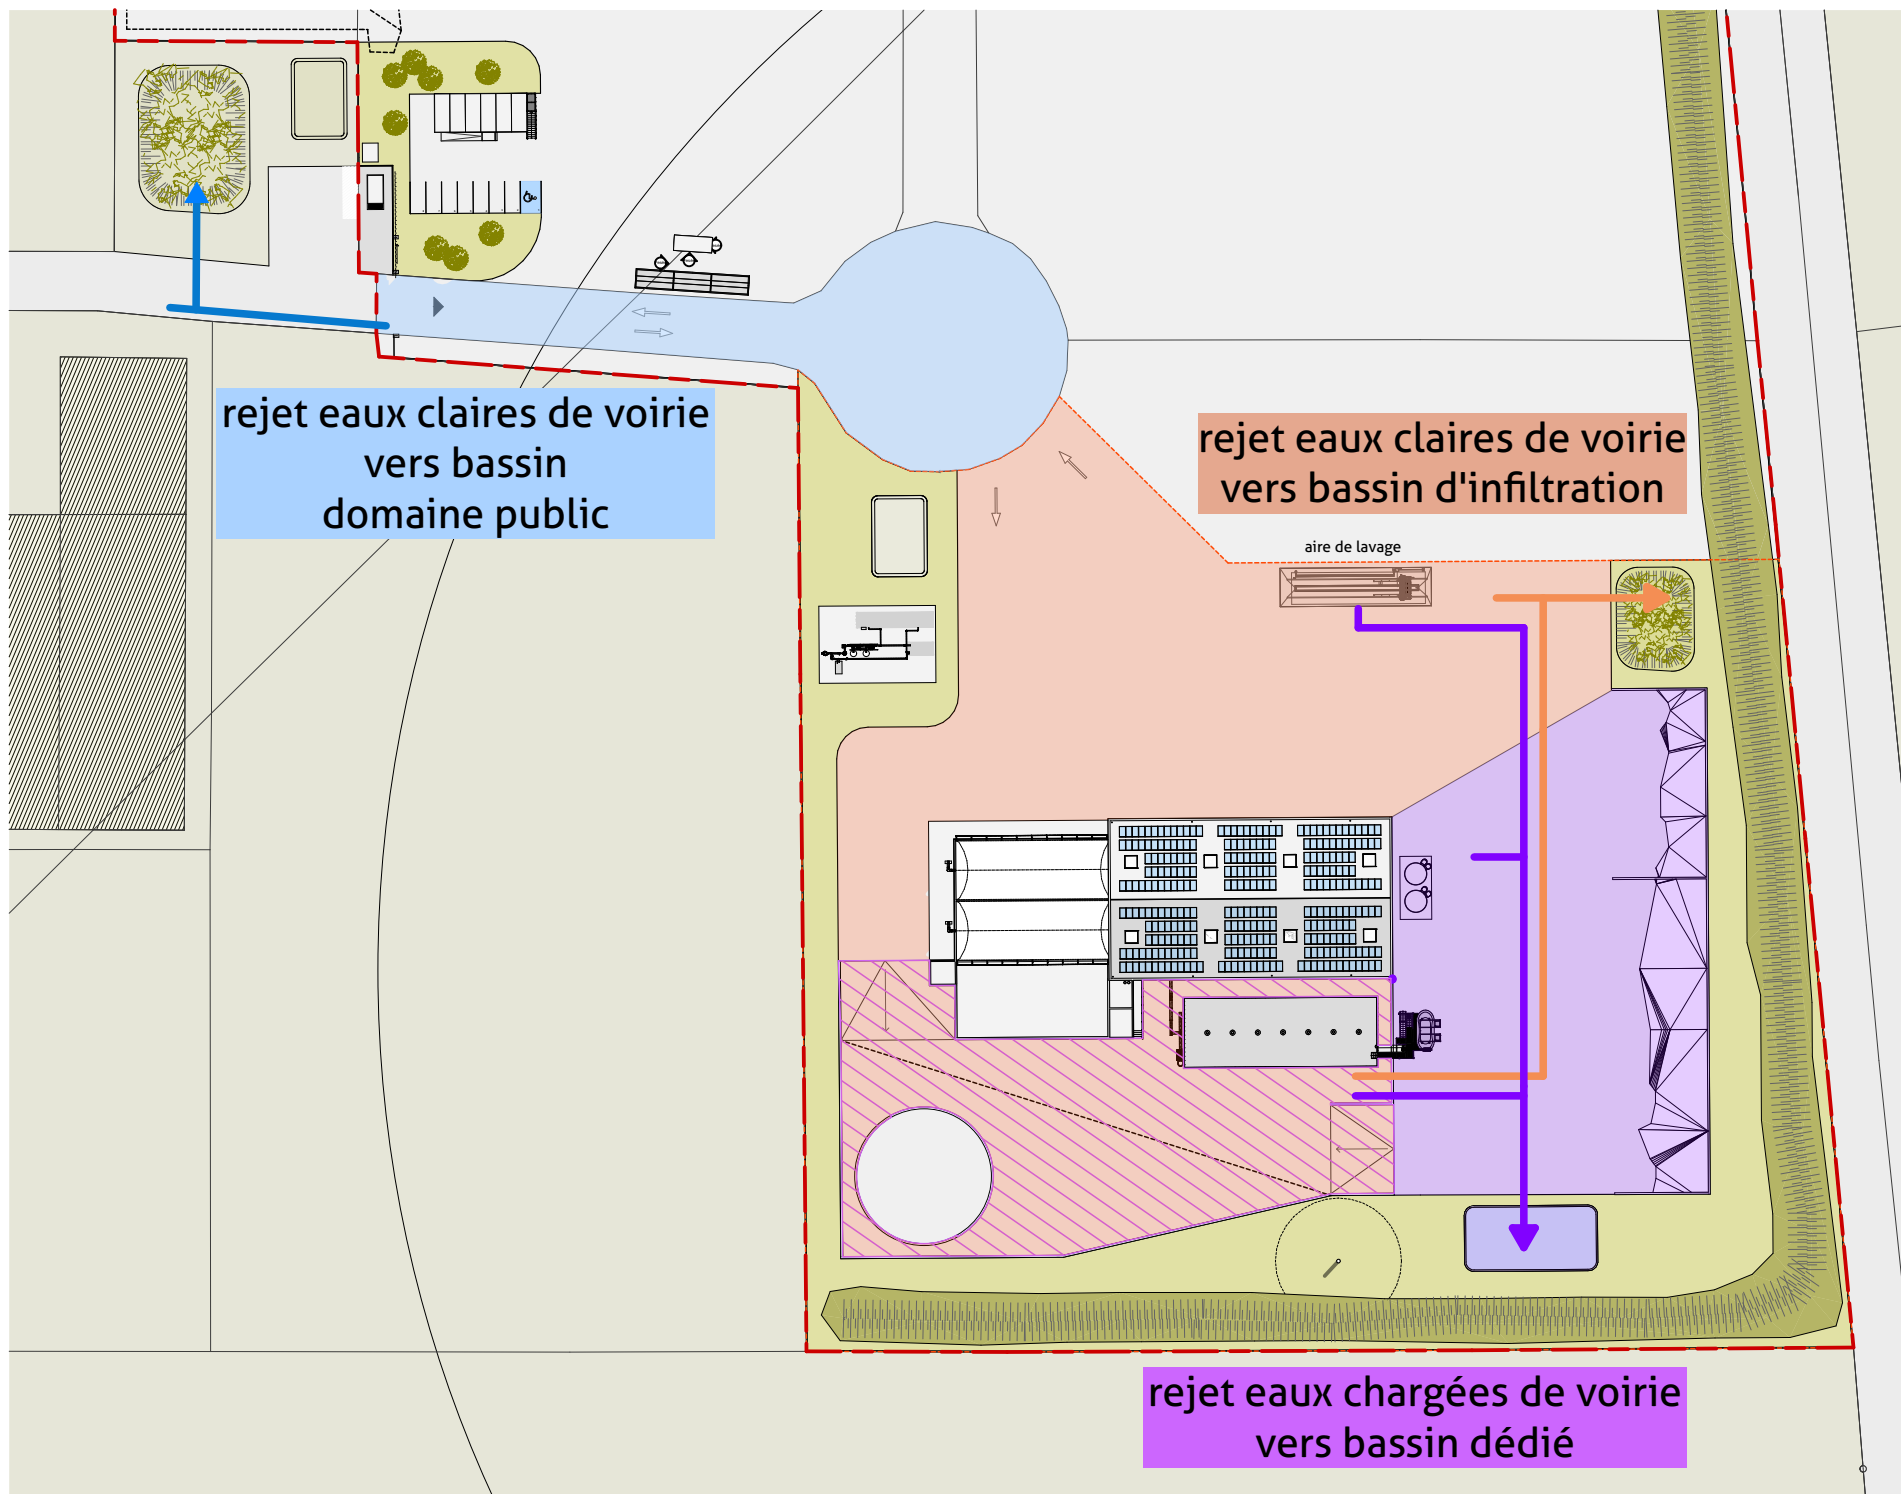 rejet eaux claires de voirie
vers bassin
domaine public
rejet eaux claires de voirie
vers bassin d'infiltration
aire de lavage
rejet eaux chargées de voirie
vers bassin dédié